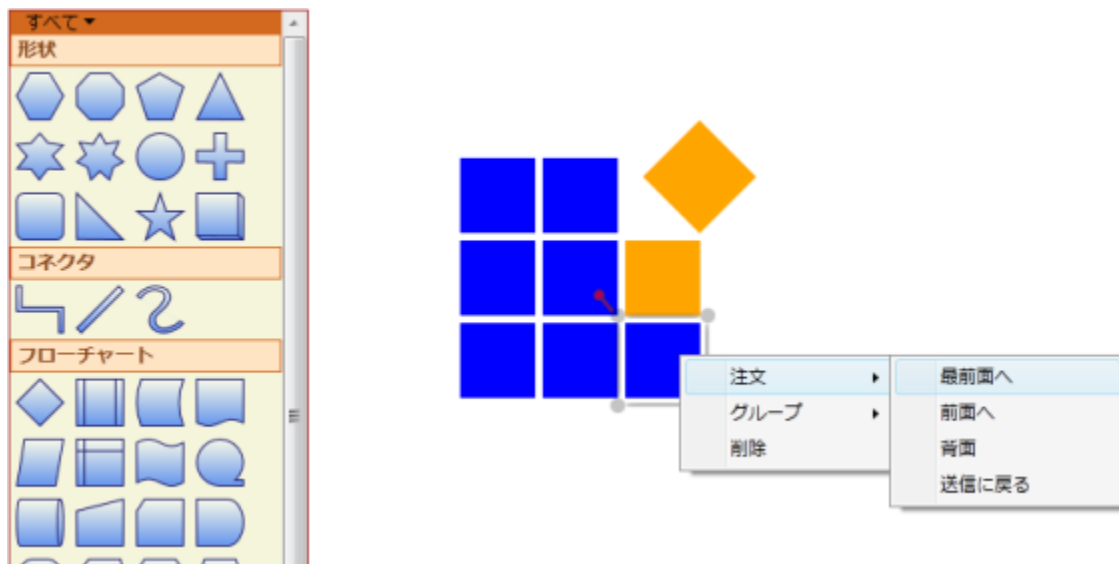 すべて
形状
コネクタ
フローチャート
注文
グループ
削除
最前面へ
前面へ
背面
送信に戻る